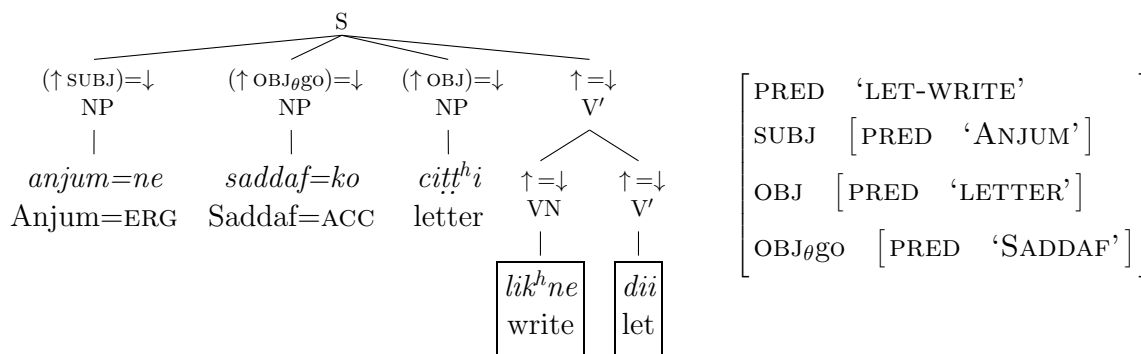 S
(↑ SUBJ)=↓ (↑ OBJθgo)=↓ (↑ OBJ)=↓ ↑=↓
NP NP NP V′
anjum=ne saddaf=ko ciṭṭʰi
Anjum=ERG Saddaf=ACC letter
↑=↓ ↑=↓
VN V′
likʰne dii
write let
PRED ‘LET-WRITE’
SUBJ [PRED ‘ANJUM’]
OBJ [PRED ‘LETTER’]
OBJθgo [PRED ‘SADDAF’]